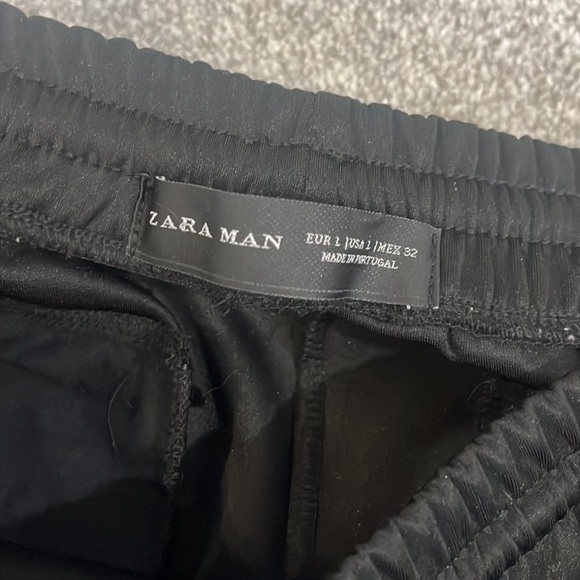 ZARA MAN
EUR L | USA L | MEX 32
MADE IN PORTUGAL